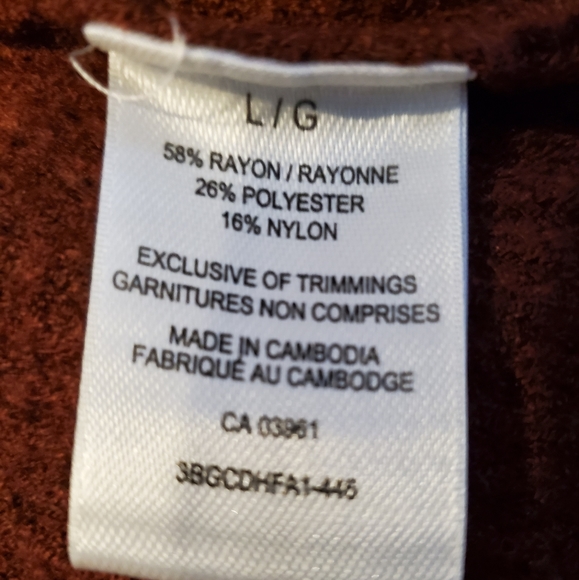 L / G
58% RAYON / RAYONNE
26% POLYESTER
16% NYLON
EXCLUSIVE OF TRIMMINGS
GARNITURES NON COMPRISES
MADE IN CAMBODIA
FABRIQUÉ AU CAMBODGE
CA 03961
3BGCDHFA1-445